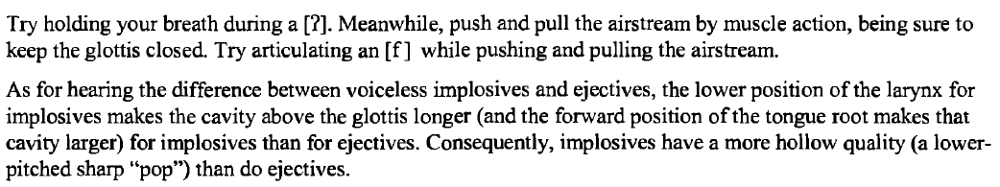 Try holding your breath during a [?]. Meanwhile, push and pull the airstream by muscle action, being sure to
keep the glottis closed. Try articulating an [f] while pushing and pulling the airstream.
As for hearing the difference between voiceless implosives and ejectives, the lower position of the larynx for
implosives makes the cavity above the glottis longer (and the forward position of the tongue root makes that
cavity larger) for implosives than for ejectives. Consequently, implosives have a more hollow quality (a lower-
pitched sharp “pop”) than do ejectives.